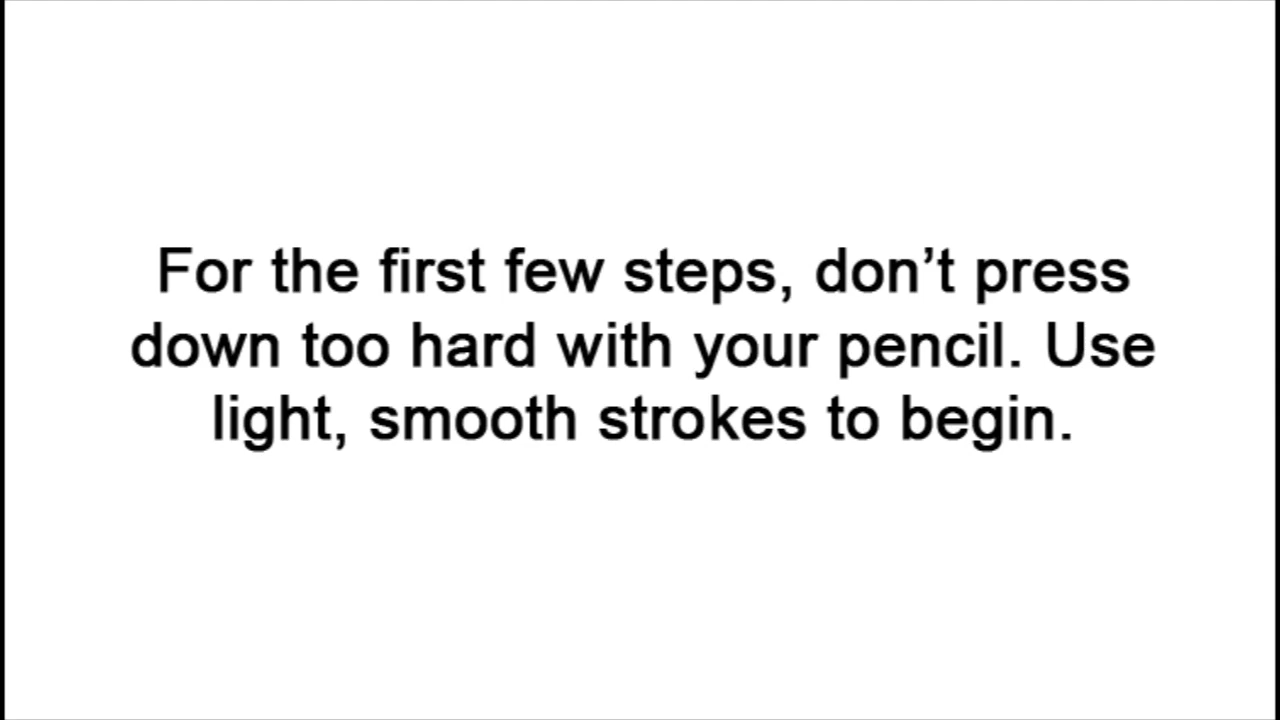 For the first few steps, don’t press
down too hard with your pencil. Use
light, smooth strokes to begin.